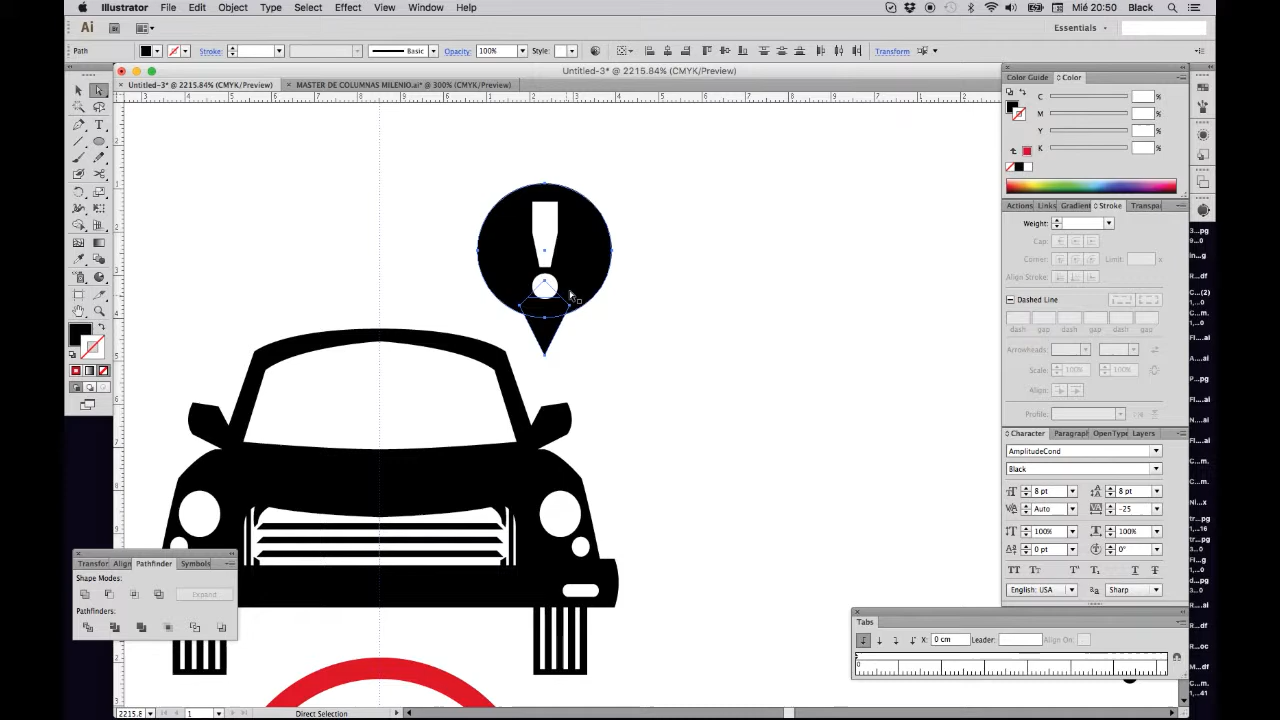 Illustrator File Edit Object Type Select Effect View Window Help
Mié 20:50 Black
Ai Br Essentials
Path Stroke: Basic Opacity: 100% Style: Transform
Untitled-3* @ 2215.84% (CMYK/Preview)
Untitled-3* @ 2215.84% (CMYK/Preview) MASTER DE COLUMNAS MILENIO.ai* @ 300% (CMYK/Preview)
Color Guide Color
C %
M %
Y %
K %
Actions Links Gradient Stroke Transpa
Weight:
Cap:
Corner: Limit:
Align Stroke:
Dashed Line
dash gap dash gap dash gap
Arrowheads:
Scale: 100% 100%
Align:
Profile:
Character Paragraph OpenType Layers
AmplitudeCond
Black
8 pt 8 pt
Auto -25
100% 100%
0 pt 0°
English: USA Sharp
Transfor Align Pathfinder Symbols
Shape Modes:
Expand
Pathfinders:
Tabs
X: 0 cm Leader: Align On:
0
2215.8 1 Direct Selection